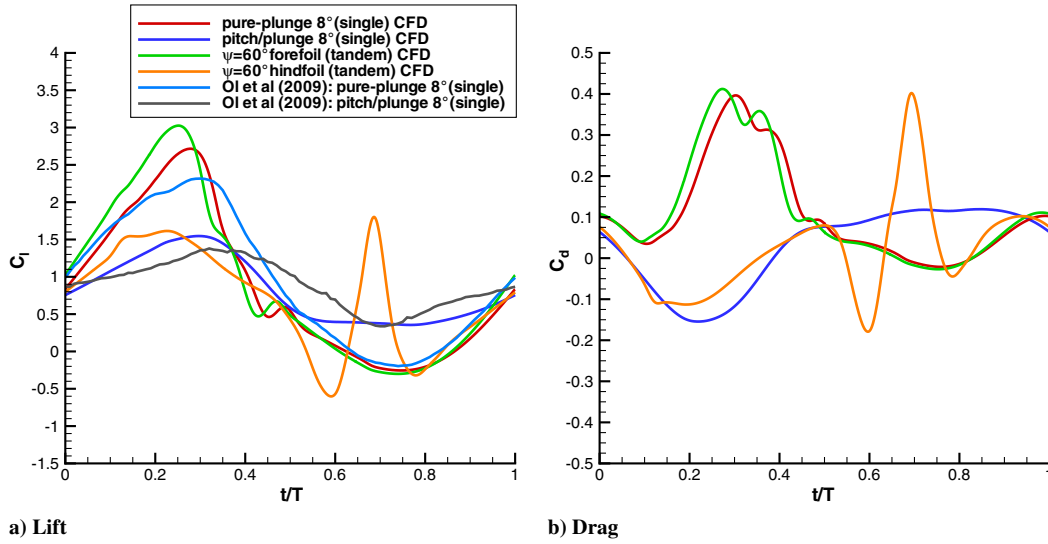 pure-plunge 8°(single) CFD
pitch/plunge 8°(single) CFD
ψ=60°forefoil (tandem) CFD
ψ=60°hindfoil (tandem) CFD
Ol et al (2009): pure-plunge 8°(single)
Ol et al (2009): pitch/plunge 8°(single)
4
3.5
3
2.5
2
1.5
1
0.5
0
-0.5
-1
-1.5
C_l
0 0.2 0.4 0.6 0.8 1
t/T
a) Lift
0.5
0.4
0.3
0.2
0.1
0
-0.1
-0.2
-0.3
-0.4
-0.5
C_d
0 0.2 0.4 0.6 0.8 1
t/T
b) Drag